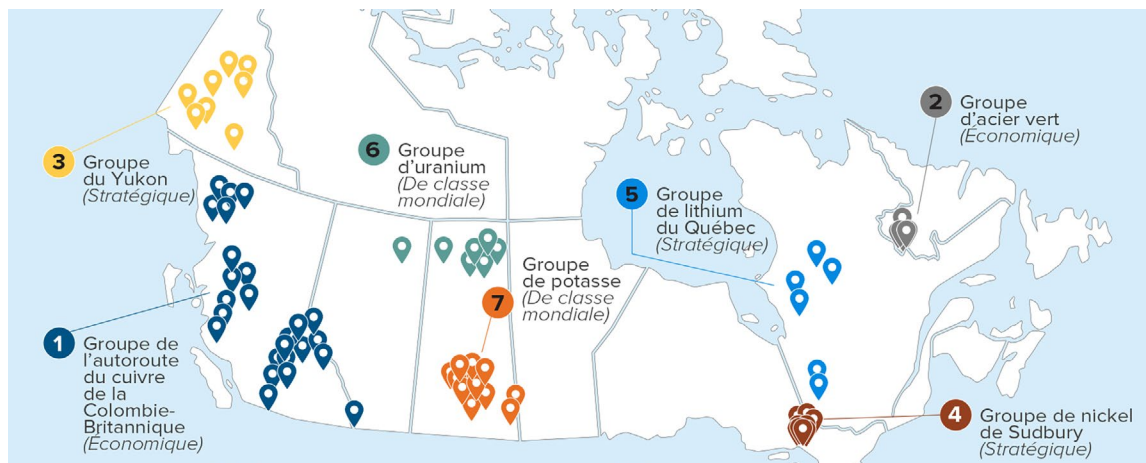 3
Groupe
du Yukon
(Stratégique)
6
Groupe
d'uranium
(De classe
mondiale)
2
Groupe
d'acier vert
(Économique)
5
Groupe
de lithium
du Québec
(Stratégique)
7
Groupe
de potasse
(De classe
mondiale)
1
Groupe de
l'autoroute
du cuivre
de la
Colombie-
Britannique
(Économique)
4
Groupe de nickel
de Sudbury
(Stratégique)